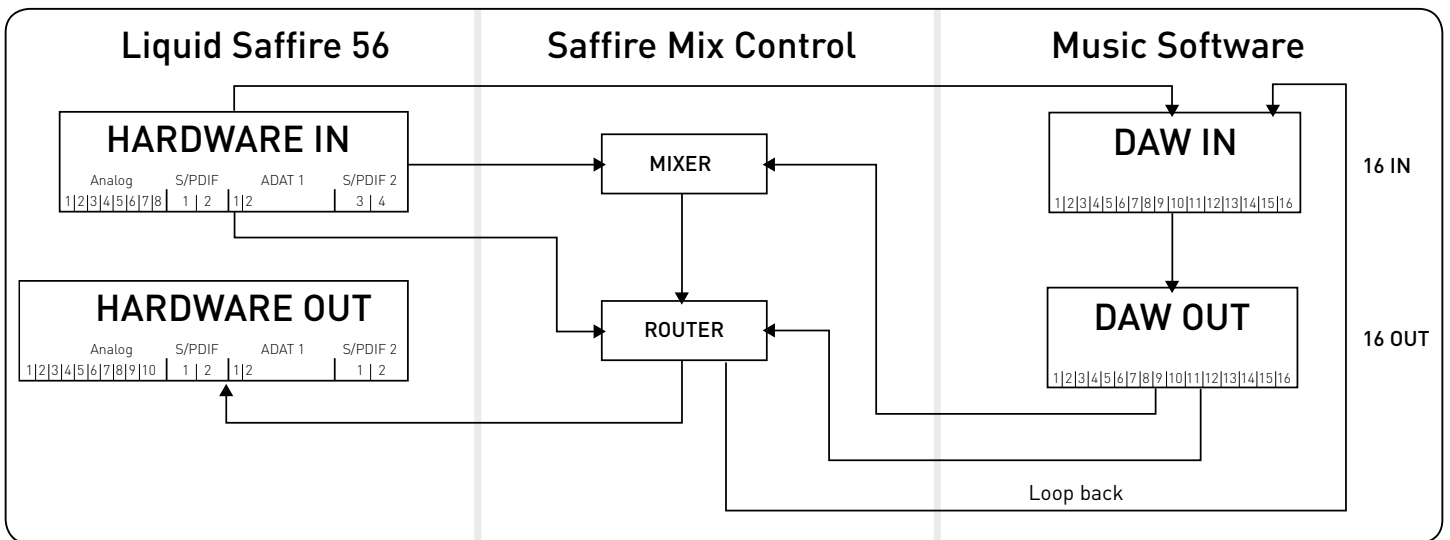 Liquid Saffire 56
Saffire Mix Control
Music Software
HARDWARE IN
Analog S/PDIF ADAT 1 S/PDIF 2
1|2|3|4|5|6|7|8 1 2 1|2 3 4
MIXER
DAW IN
1|2|3|4|5|6|7|8|9|10|11|12|13|14|15|16
16 IN
HARDWARE OUT
Analog S/PDIF ADAT 1 S/PDIF 2
1|2|3|4|5|6|7|8|9|10 1 2 1|2 1 2
ROUTER
DAW OUT
1|2|3|4|5|6|7|8|9|10|11|12|13|14|15|16
16 OUT
Loop back